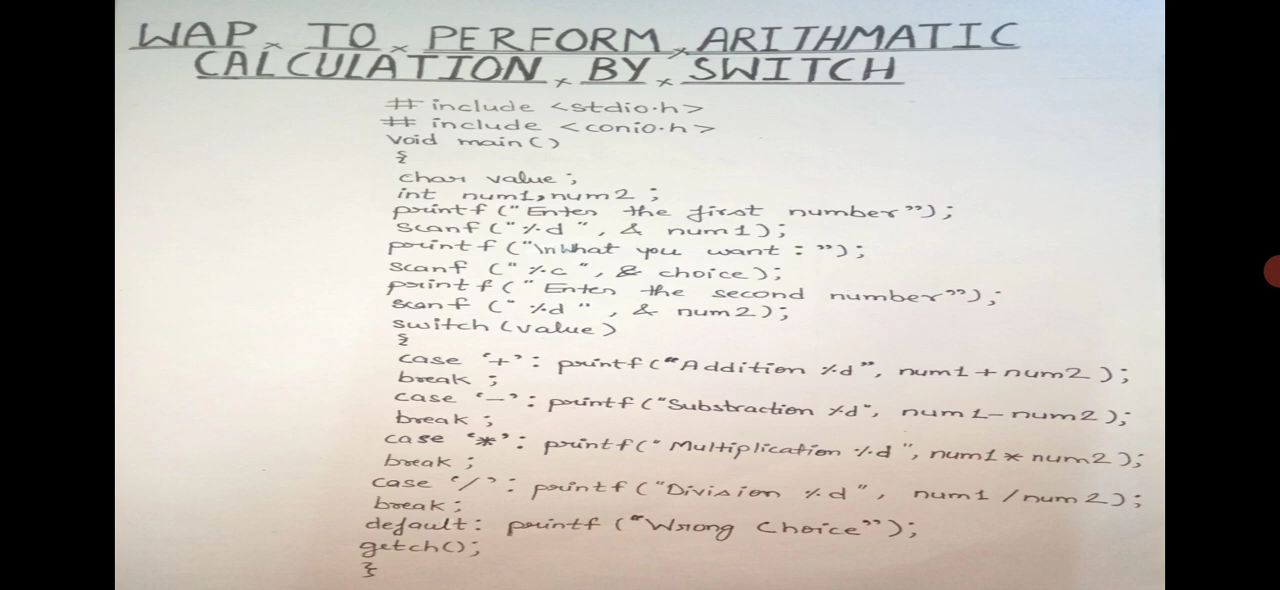 WAP TO PERFORM ARITHMATIC
CALCULATION BY SWITCH
# include <stdio.h>
# include <conio.h>
void main()
{
char value;
int num1,num2;
printf ("Enter the first number");
scanf ("%d", & num1);
printf ("\nWhat you want : ");
scanf ("%c", & choice);
printf ("Enter the second number");
scanf ("%d", & num2);
switch (value)
{
case '+': printf ("Addition %d", num1 + num2);
break;
case '-': printf ("Substraction %d", num1 - num2);
break;
case '*': printf (" Multiplication %d", num1 * num2);
break;
case '/': printf ("Division %d", num1 / num2);
break;
default: printf ("Wrong Choice");
getch();
}